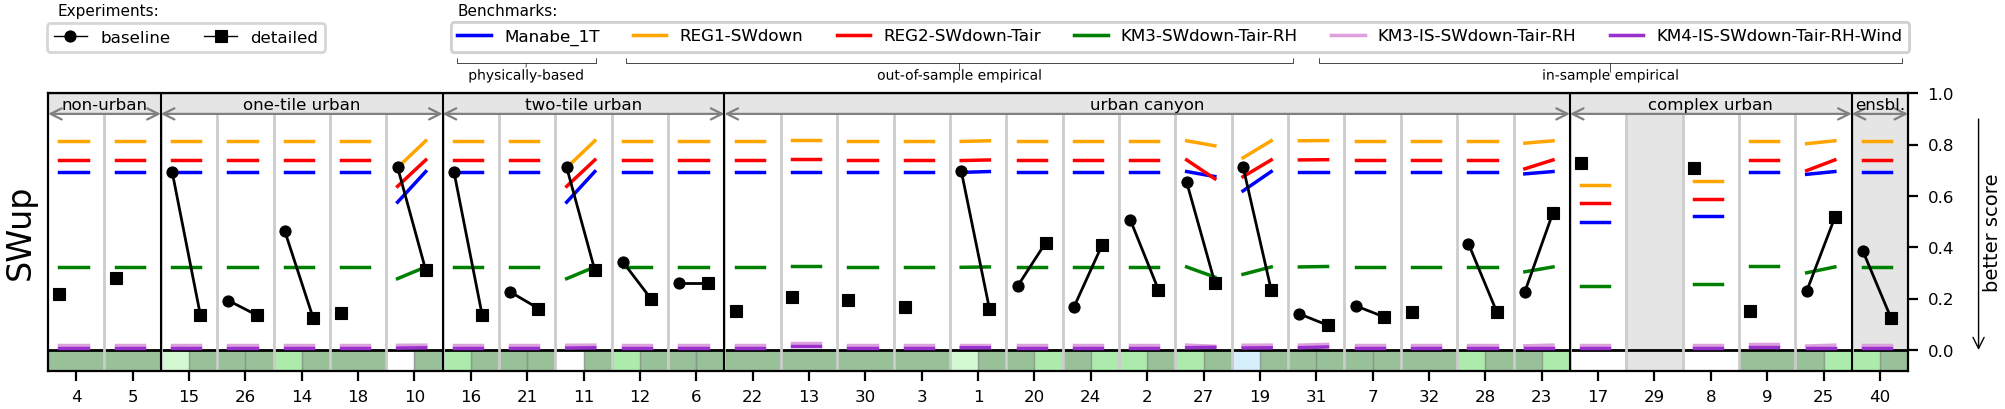 Experiments:
Benchmarks:
baseline detailed
Manabe_1T REG1-SWdown REG2-SWdown-Tair KM3-SWdown-Tair-RH KM3-IS-SWdown-Tair-RH KM4-IS-SWdown-Tair-RH-Wind
physically-based out-of-sample empirical in-sample empirical
non-urban one-tile urban two-tile urban urban canyon complex urban ensbl.
1.0
0.8
0.6
0.4
0.2
0.0
SWup
better score
4 5 15 26 14 18 10 16 21 11 12 6 22 13 30 3 1 20 24 2 27 19 31 7 32 28 23 17 29 8 9 25 40